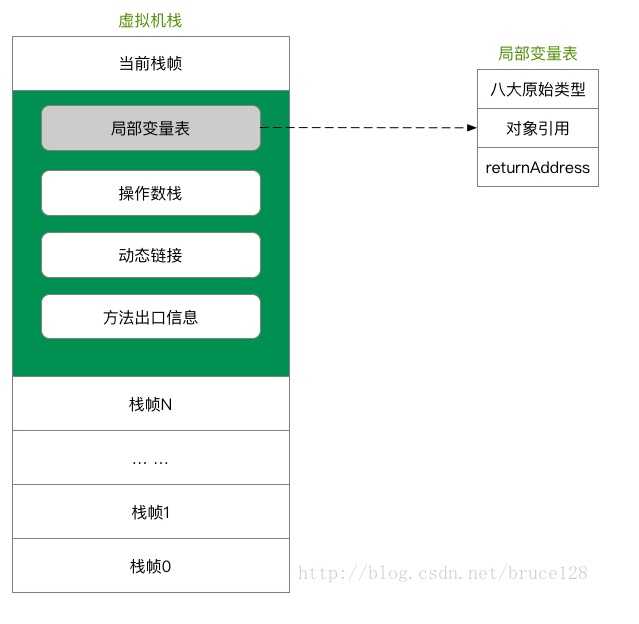 虚拟机栈
当前栈帧
局部变量表
操作数栈
动态链接
方法出口信息
栈帧N
... ...
栈帧1
栈帧0
局部变量表
八大原始类型
对象引用
returnAddress
http://blog.csdn.net/bruce128